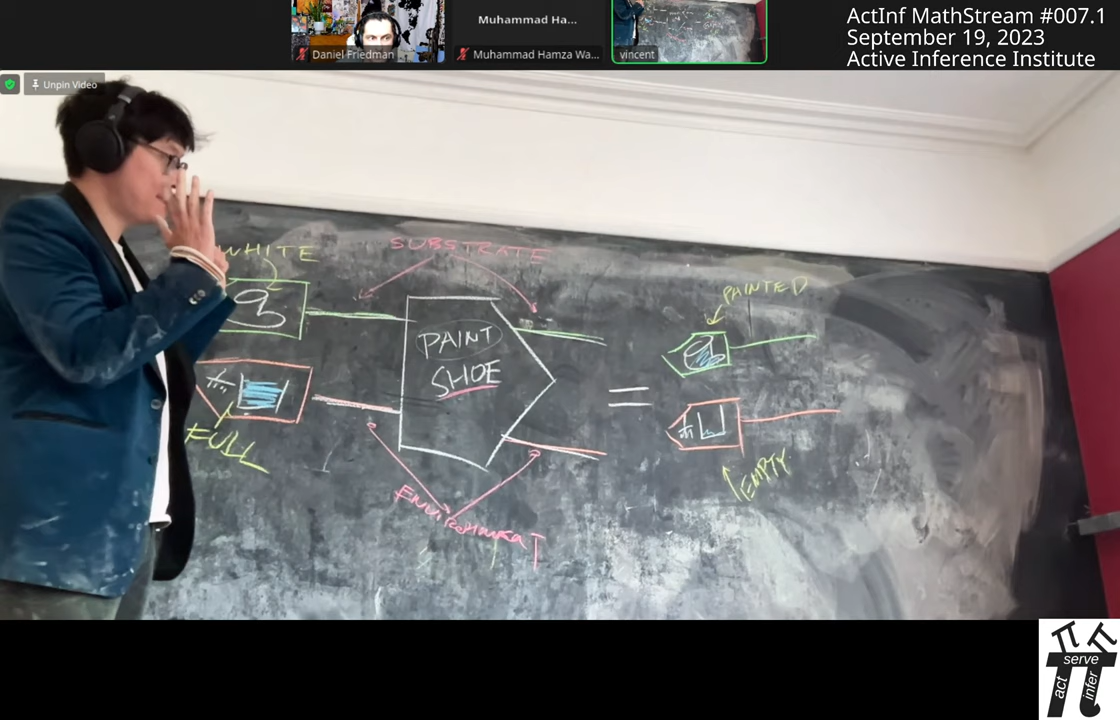 Muhammad Ha...
Daniel Friedman
Muhammad Hamza Wa...
vincent
ActInf MathStream #007.1
September 19, 2023
Active Inference Institute
Unpin Video
WHITE
SUBSTRATE
PAINTED
PAINT
SHOE
=
FULL
EMPTY
act
serve
infer